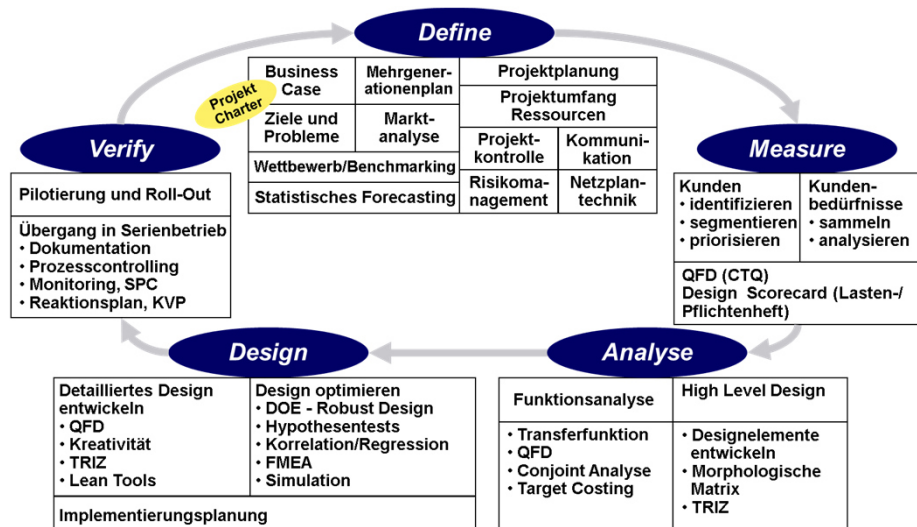 Define
Projekt
Charter
Business
Case
Mehrgener-
ationenplan
Ziele und
Probleme
Markt-
analyse
Wettbewerb/Benchmarking
Statistisches Forecasting
Projektplanung
Projektumfang
Ressourcen
Projekt-
kontrolle
Kommuni-
kation
Risikoma-
nagement
Netzplan-
technik
Measure
Kunden
• identifizieren
• segmentieren
• priorisieren
Kunden-
bedürfnisse
• sammeln
• analysieren
QFD (CTQ)
Design Scorecard (Lasten-/
Pflichtenheft)
Analyse
Funktionsanalyse
• Transferfunktion
• QFD
• Conjoint Analyse
• Target Costing
High Level Design
• Designelemente
entwickeln
• Morphologische
Matrix
• TRIZ
Design
Detailliertes Design
entwickeln
• QFD
• Kreativität
• TRIZ
• Lean Tools
Design optimieren
• DOE - Robust Design
• Hypothesentests
• Korrelation/Regression
• FMEA
• Simulation
Implementierungsplanung
Verify
Pilotierung und Roll-Out
Übergang in Serienbetrieb
• Dokumentation
• Prozesscontrolling
• Monitoring, SPC
• Reaktionsplan, KVP